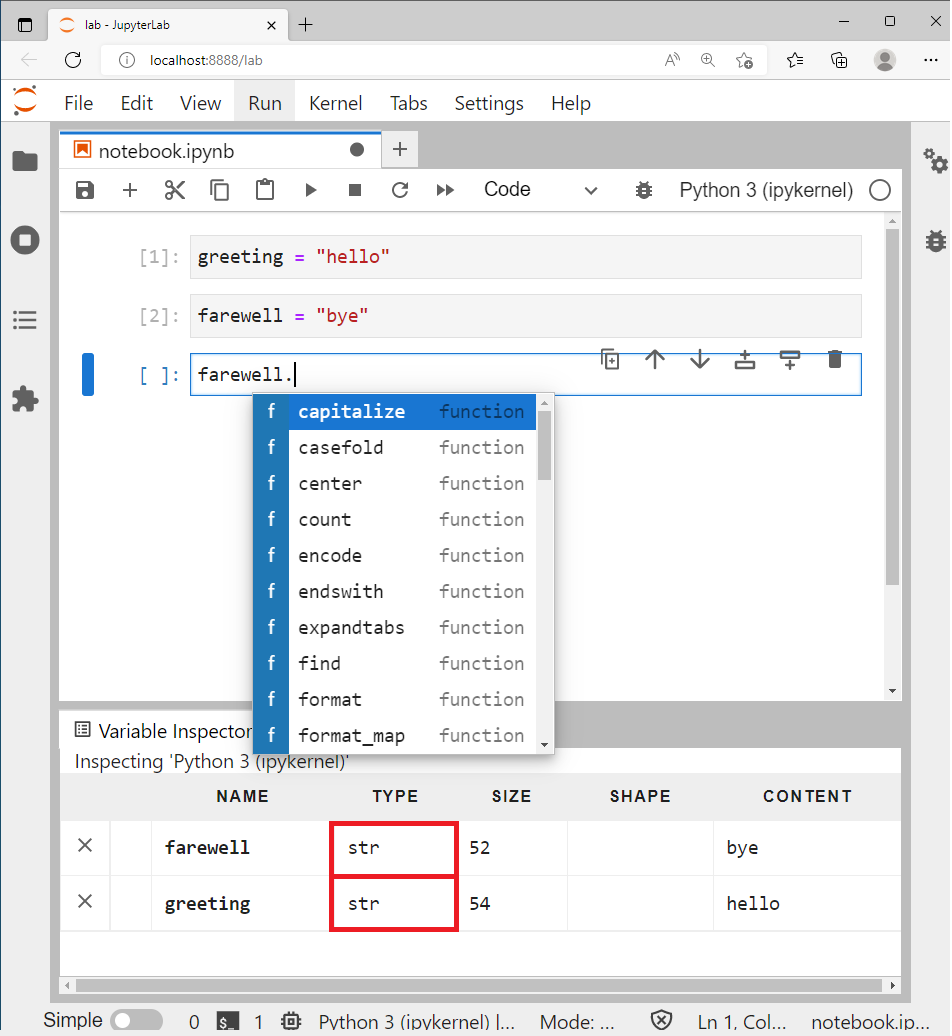 lab - JupyterLab
localhost:8888/lab
File Edit View Run Kernel Tabs Settings Help
notebook.ipynb
Code Python 3 (ipykernel)
[1]: greeting = "hello"
[2]: farewell = "bye"
[ ]: farewell.
f capitalize function
f casefold function
f center function
f count function
f encode function
f endswith function
f expandtabs function
f find function
f format function
f format_map function
Variable Inspector
Inspecting 'Python 3 (ipykernel)'
NAME TYPE SIZE SHAPE CONTENT
farewell str 52 bye
greeting str 54 hello
Simple 0 $_ 1 Python 3 (ipykernel) |... Mode: ... Ln 1, Col... notebook.ip...